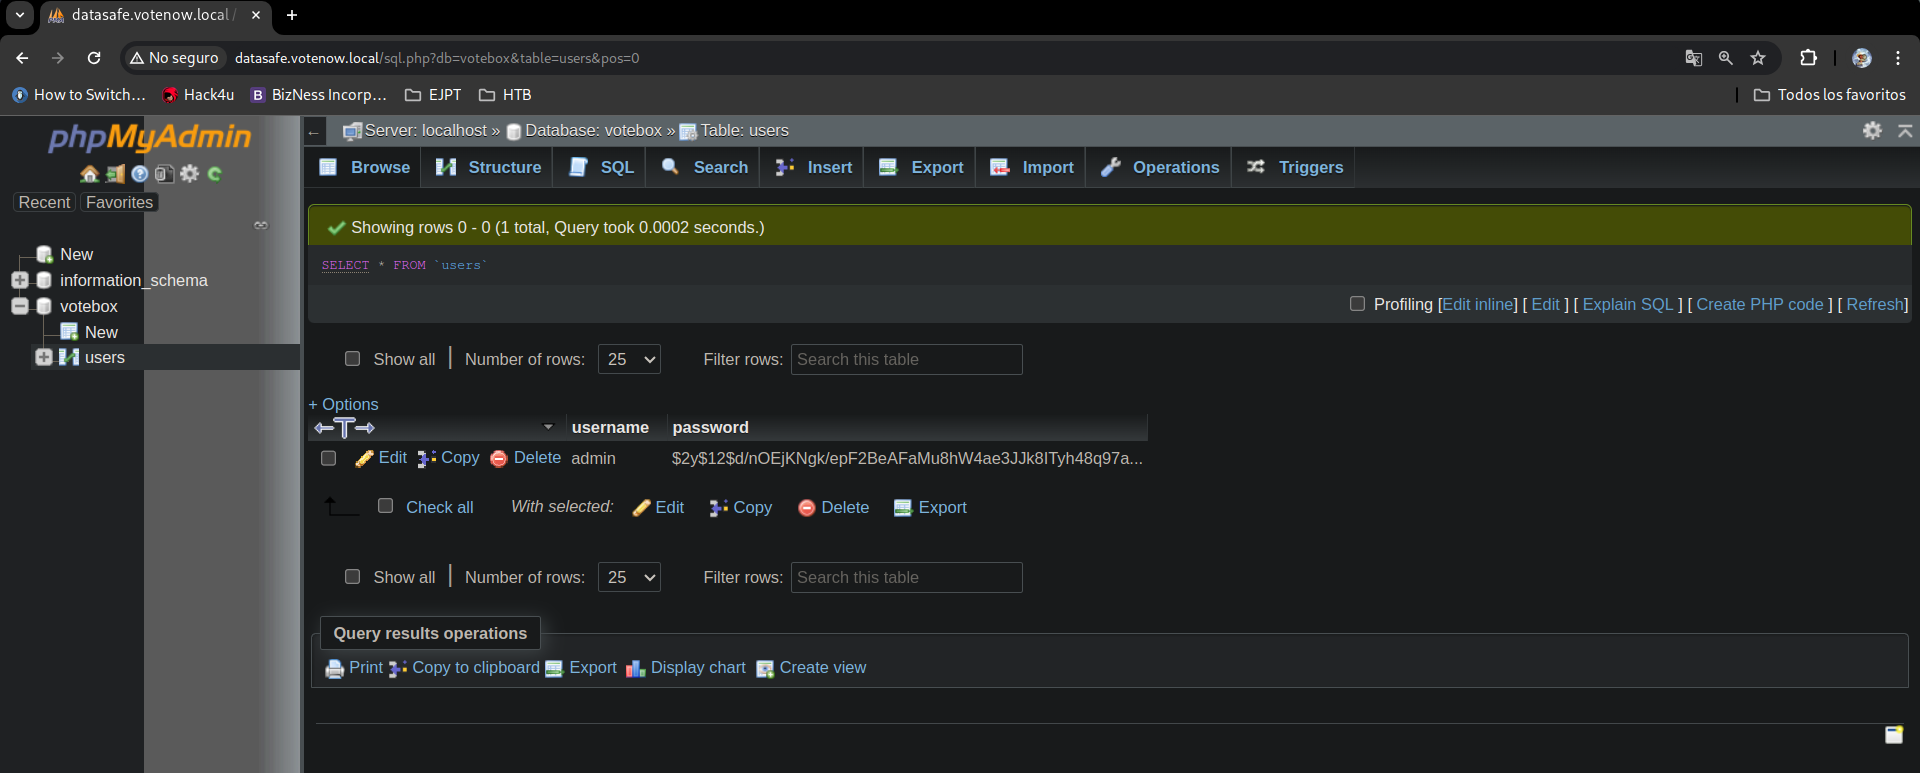 datasafe.votenow.local /
No seguro datasafe.votenow.local/sql.php?db=votebox&table=users&pos=0
How to Switch... Hack4u BizNess Incorp... EJPT HTB Todos los favoritos
phpMyAdmin
Recent Favorites
New
information_schema
votebox
New
users
Server: localhost » Database: votebox » Table: users
Browse Structure SQL Search Insert Export Import Operations Triggers
Showing rows 0 - 0 (1 total, Query took 0.0002 seconds.)
SELECT * FROM `users`
Profiling [Edit inline] [ Edit ] [ Explain SQL ] [ Create PHP code ] [ Refresh]
Show all Number of rows: 25 Filter rows: Search this table
+ Options
username password
Edit Copy Delete admin $2y$12$d/nOEjKNgk/epF2BeAFaMu8hW4ae3JJk8ITyh48q97a...
Check all With selected: Edit Copy Delete Export
Show all Number of rows: 25 Filter rows: Search this table
Query results operations
Print Copy to clipboard Export Display chart Create view